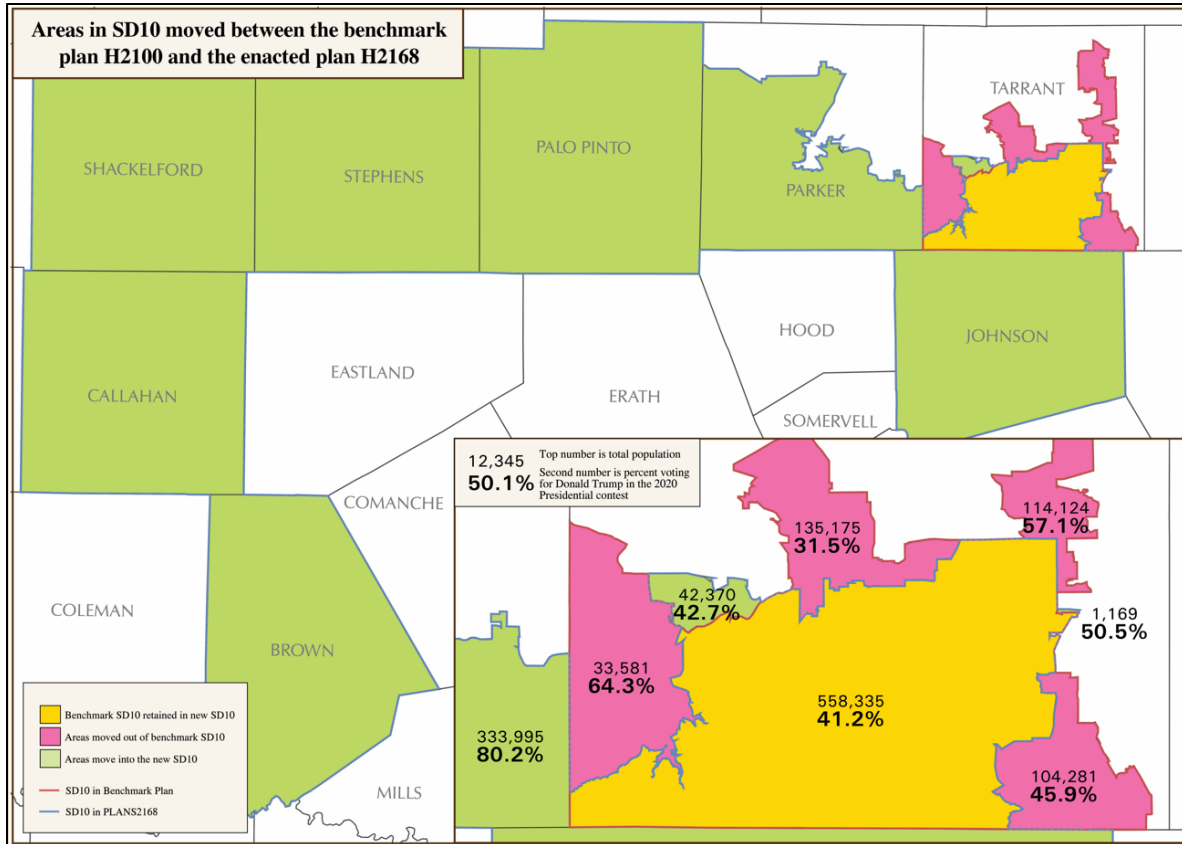 Areas in SD10 moved between the benchmark
plan H2100 and the enacted plan H2168
TARRANT
PALO PINTO
SHACKELFORD
STEPHENS
PARKER
HOOD
JOHNSON
EASTLAND
CALLAHAN
ERATH
SOMERVELL
12,345
50.1%
Top number is total population
Second number is percent voting
for Donald Trump in the 2020
Presidential contest
COMANCHE
COLEMAN
BROWN
MILLS
135,175
31.5%
114,124
57.1%
42,370
42.7%
1,169
50.5%
33,581
64.3%
558,335
41.2%
333,995
80.2%
104,281
45.9%
Benchmark SD10 retained in new SD10
Areas moved out of benchmark SD10
Areas move into the new SD10
SD10 in Benchmark Plan
SD10 in PLANS2168